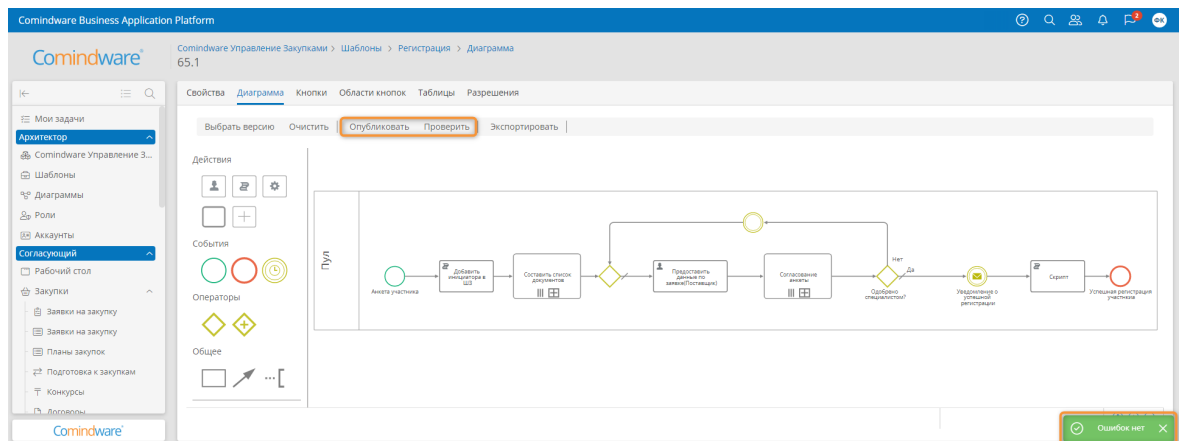 Comindware Business Application Platform
2
ФК
Comindware®
Comindware Управление Закупками > Шаблоны > Регистрация > Диаграмма
65.1
Свойства Диаграмма Кнопки Области кнопок Таблицы Разрешения
Выбрать версию Очистить Опубликовать Проверить Экспортировать
Мои задачи
Архитектор
Comindware Управление З...
Шаблоны
Диаграммы
Роли
Аккаунты
Согласующий
Рабочий стол
Закупки
Заявки на закупку
Заявки на закупку
Планы закупок
Подготовка к закупкам
Конкурсы
Договоры
Comindware®
Действия
События
Операторы
Общее
Пул
Анкета участника
Добавить
инициатора в
ШЗ
Составить список
документов
Предоставить
данные по
заявке(Поставщик)
Согласование
анкеты
Нет
Да
Одобрено
специалистом?
Уведомление о
успешной
регистрации
Скрипт
Успешная регистрация
участника
Ошибок нет